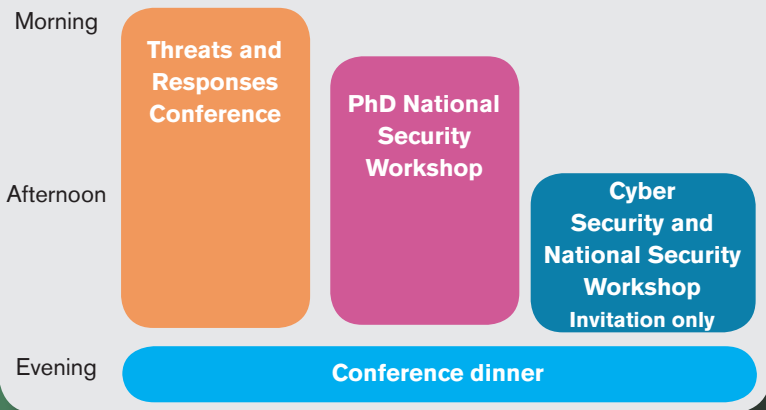 Morning
Threats and
Responses
Conference
PhD National
Security
Workshop
Afternoon
Cyber
Security and
National Security
Workshop
Invitation only
Evening
Conference dinner